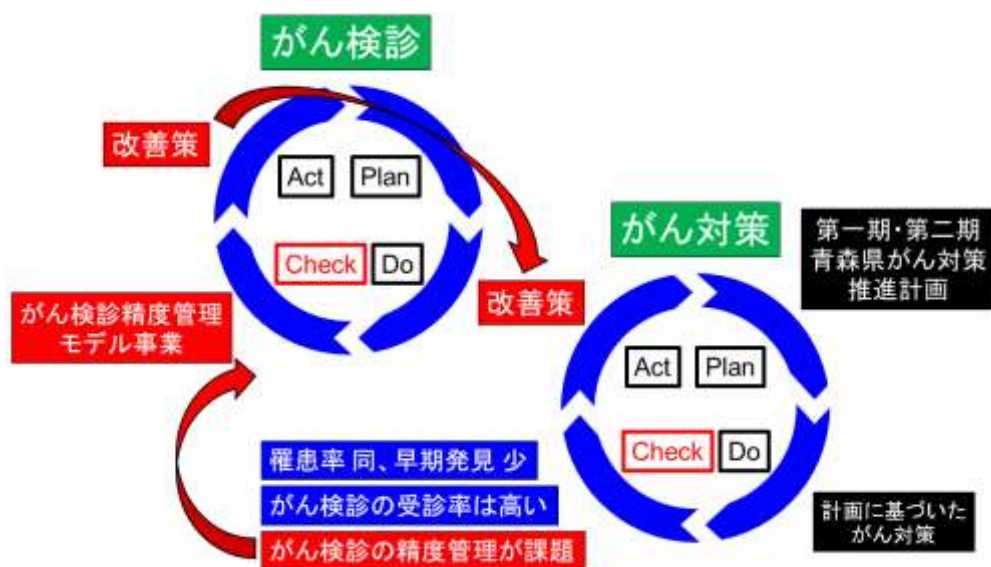 がん検診
改善策
Act
Plan
Check
Do
がん検診精度管理
モデル事業
改善策
がん対策
第一期・第二期
青森県がん対策
推進計画
Act
Plan
Check
Do
罹患率 同、早期発見 少
がん検診の受診率は高い
がん検診の精度管理が課題
計画に基づいた
がん対策